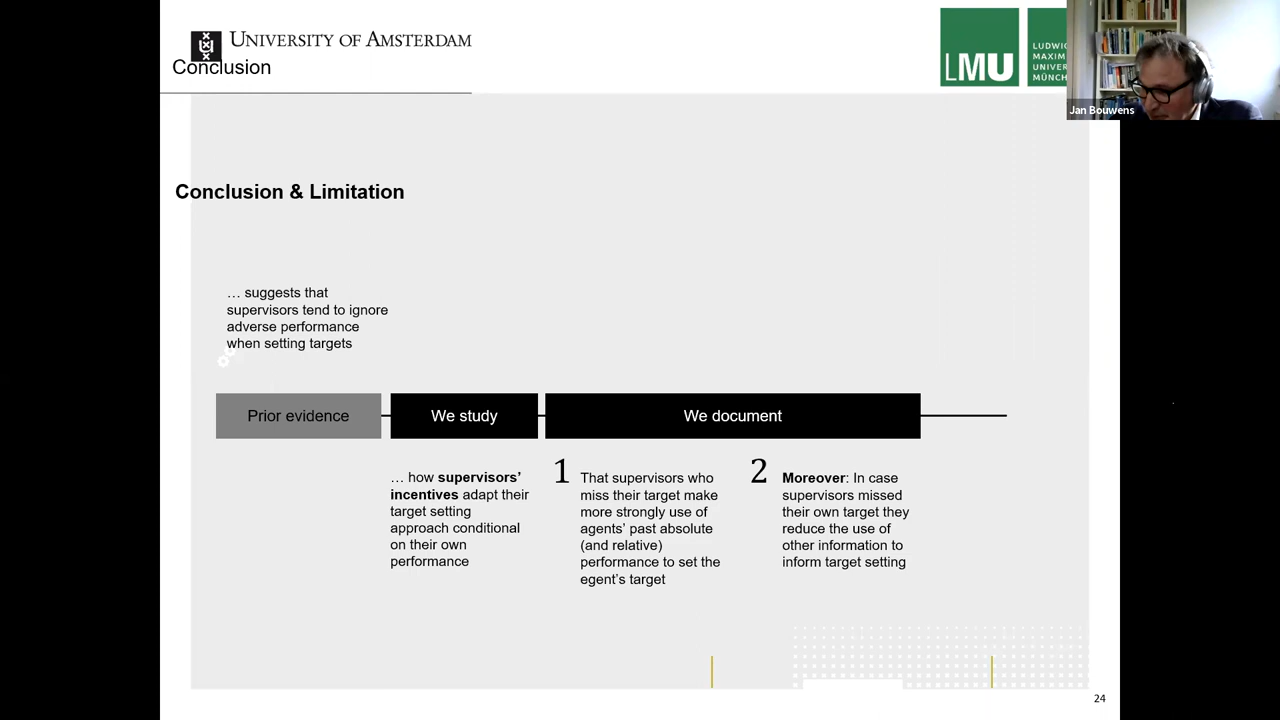 UNIVERSITY OF AMSTERDAM
Conclusion
LMU
LUDWIG
MAXIM
UNIVER
MÜNCH
Jan Bouwens
Conclusion & Limitation
… suggests that
supervisors tend to ignore
adverse performance
when setting targets
Prior evidence
We study
We document
… how supervisors’
incentives adapt their
target setting
approach conditional
on their own
performance
1
That supervisors who
miss their target make
more strongly use of
agents’ past absolute
(and relative)
performance to set the
egent’s target
2
Moreover: In case
supervisors missed
their own target they
reduce the use of
other information to
inform target setting
24